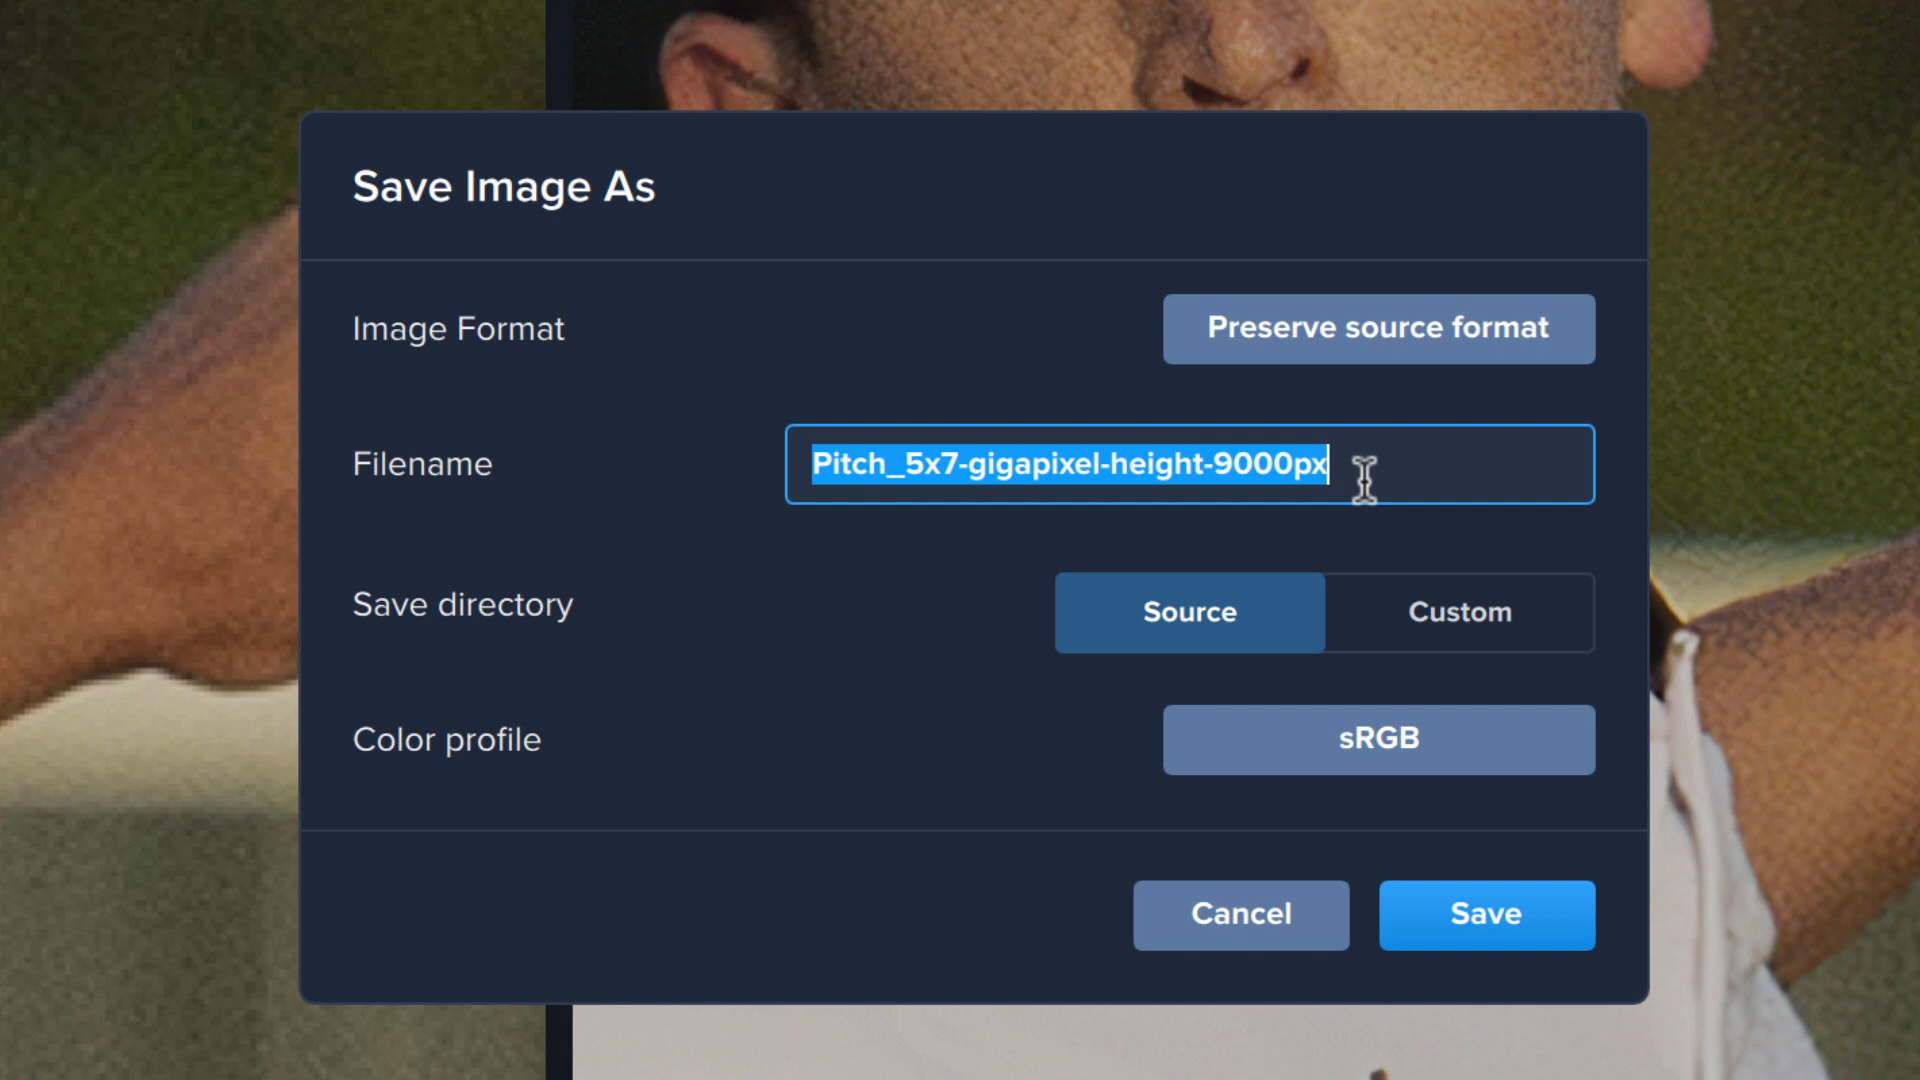 Save Image As
Image Format
Preserve source format
Filename
Pitch_5x7-gigapixel-height-9000px
Save directory
Source
Custom
Color profile
sRGB
Cancel
Save